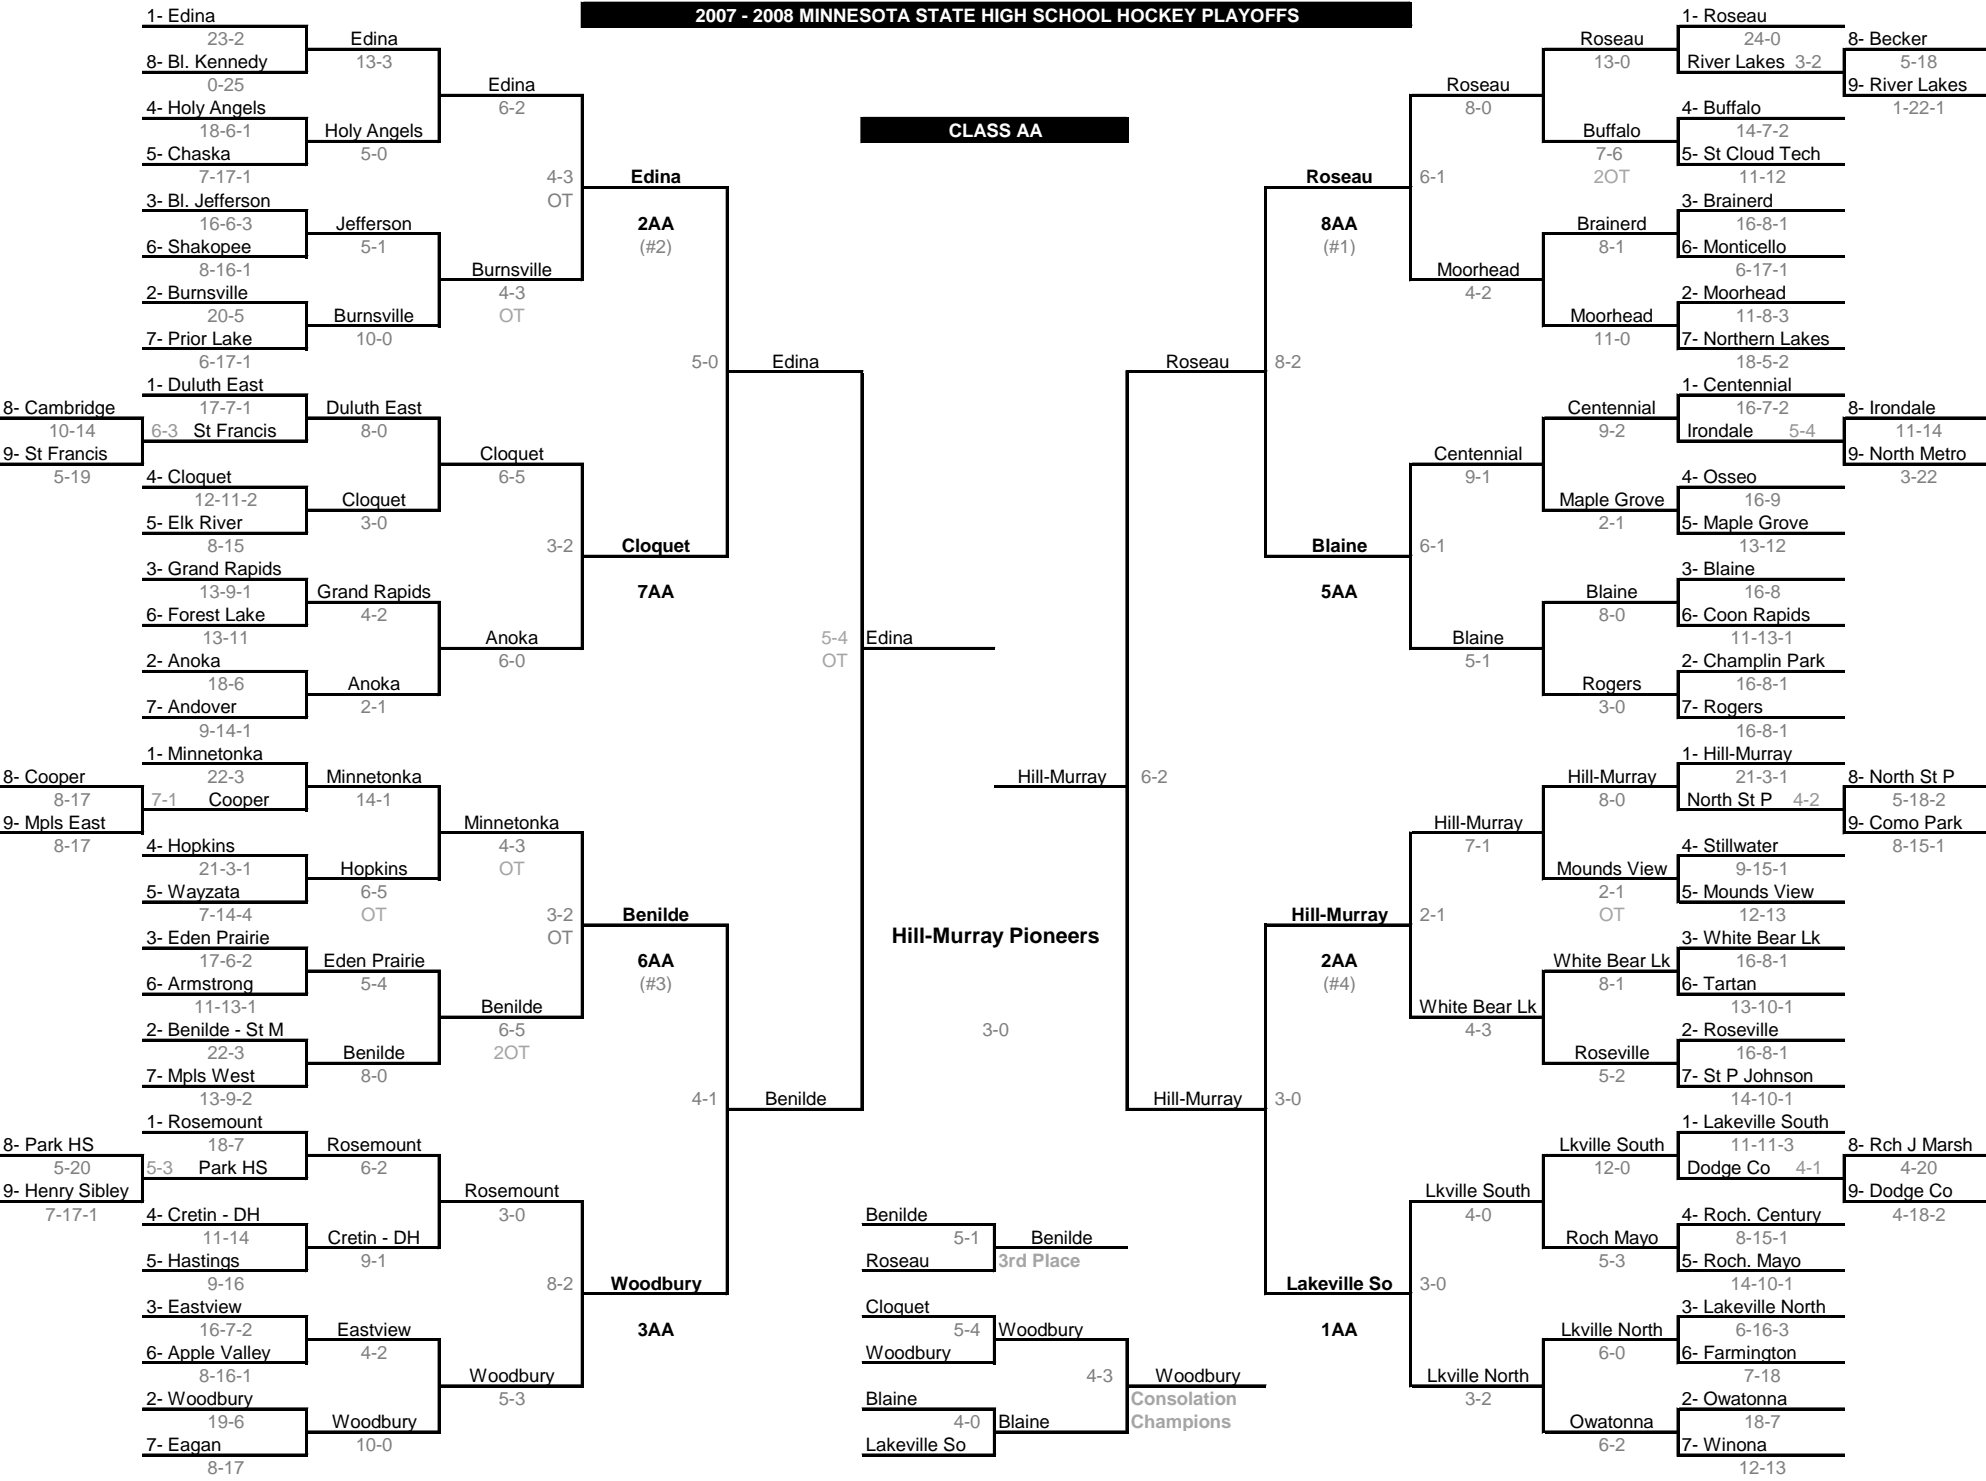 2007 - 2008 MINNESOTA STATE HIGH SCHOOL HOCKEY PLAYOFFS
CLASS AA
1- Edina
23-2
8- Bl. Kennedy
0-25
4- Holy Angels
18-6-1
5- Chaska
7-17-1
3- Bl. Jefferson
16-6-3
6- Shakopee
8-16-1
2- Burnsville
20-5
7- Prior Lake
6-17-1
Edina
13-3
Holy Angels
5-0
Jefferson
5-1
Burnsville
10-0
Edina
6-2
Burnsville
4-3
OT
4-3
OT
Edina
2AA
(#2)
8- Cambridge
10-14
9- St Francis
5-19
1- Duluth East
17-7-1
6-3 St Francis
4- Cloquet
12-11-2
5- Elk River
8-15
3- Grand Rapids
13-9-1
6- Forest Lake
13-11
2- Anoka
18-6
7- Andover
9-14-1
Duluth East
8-0
Cloquet
3-0
Grand Rapids
4-2
Anoka
2-1
Cloquet
6-5
Anoka
6-0
3-2
Cloquet
7AA
5-0
Edina
8- Cooper
8-17
9- Mpls East
8-17
1- Minnetonka
22-3
7-1 Cooper
4- Hopkins
21-3-1
5- Wayzata
7-14-4
3- Eden Prairie
17-6-2
6- Armstrong
11-13-1
2- Benilde - St M
22-3
7- Mpls West
13-9-2
Minnetonka
14-1
Hopkins
6-5
OT
Eden Prairie
5-4
Benilde
8-0
Minnetonka
4-3
OT
Benilde
6-5
2OT
3-2
OT
Benilde
6AA
(#3)
8- Park HS
5-20
9- Henry Sibley
7-17-1
1- Rosemount
18-7
5-3 Park HS
4- Cretin - DH
11-14
5- Hastings
9-16
3- Eastview
16-7-2
6- Apple Valley
8-16-1
2- Woodbury
19-6
7- Eagan
8-17
Rosemount
6-2
Cretin - DH
9-1
Eastview
4-2
Woodbury
10-0
Rosemount
3-0
Woodbury
5-3
8-2
Woodbury
3AA
4-1
Benilde
5-4
OT
Edina
Hill-Murray
6-2
Hill-Murray Pioneers
3-0
Benilde
5-1
Roseau
Benilde
3rd Place
Cloquet
5-4
Woodbury
Woodbury
Blaine
4-0
Lakeville So
Blaine
4-3
Woodbury
Consolation
Champions
Roseau
8-2
Hill-Murray
3-0
Roseau
6-1
8AA
(#1)
Roseau
8-0
Moorhead
4-2
Roseau
13-0
Buffalo
7-6
2OT
Brainerd
8-1
Moorhead
11-0
1- Roseau
24-0
River Lakes 3-2
4- Buffalo
14-7-2
5- St Cloud Tech
11-12
3- Brainerd
16-8-1
6- Monticello
6-17-1
2- Moorhead
11-8-3
7- Northern Lakes
18-5-2
8- Becker
5-18
9- River Lakes
1-22-1
Blaine
6-1
5AA
Centennial
9-1
Blaine
5-1
Centennial
9-2
Maple Grove
2-1
Blaine
8-0
Rogers
3-0
1- Centennial
16-7-2
Irondale 5-4
4- Osseo
16-9
5- Maple Grove
13-12
3- Blaine
16-8
6- Coon Rapids
11-13-1
2- Champlin Park
16-8-1
7- Rogers
16-8-1
8- Irondale
11-14
9- North Metro
3-22
Hill-Murray
2-1
2AA
(#4)
Hill-Murray
7-1
White Bear Lk
4-3
Hill-Murray
8-0
Mounds View
2-1
OT
White Bear Lk
8-1
Roseville
5-2
1- Hill-Murray
21-3-1
North St P 4-2
4- Stillwater
9-15-1
5- Mounds View
12-13
3- White Bear Lk
16-8-1
6- Tartan
13-10-1
2- Roseville
16-8-1
7- St P Johnson
14-10-1
8- North St P
5-18-2
9- Como Park
8-15-1
Lakeville So
3-0
1AA
Lkville South
4-0
Lkville North
3-2
Lkville South
12-0
Roch Mayo
5-3
Lkville North
6-0
Owatonna
6-2
1- Lakeville South
11-11-3
Dodge Co 4-1
4- Roch. Century
8-15-1
5- Roch. Mayo
14-10-1
3- Lakeville North
6-16-3
6- Farmington
7-18
2- Owatonna
18-7
7- Winona
12-13
8- Rch J Marsh
4-20
9- Dodge Co
4-18-2